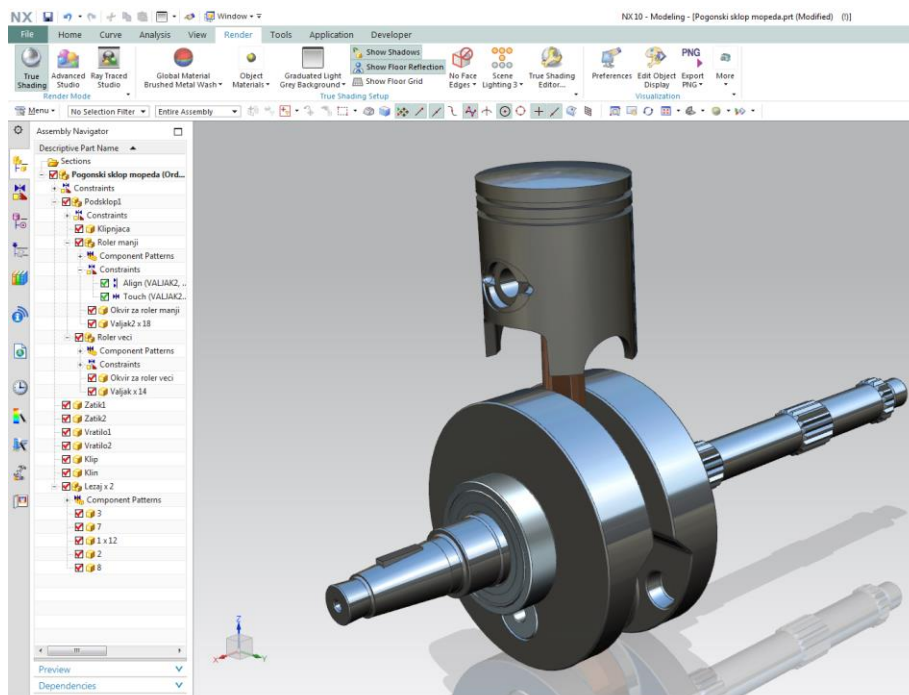 NX Window NX 10 - Modeling - [Pogonski sklop mopeda.prt (Modified) (!)]
File Home Curve Analysis View Render Tools Application Developer
True Shading
Advanced Studio
Ray Traced Studio
Render Mode
Global Material Brushed Metal Wash
Object Materials
Graduated Light Grey Background
Show Shadows
Show Floor Reflection
Show Floor Grid
No Face Edges
Scene Lighting 3
True Shading Editor...
True Shading Setup
Preferences
Edit Object Display
PNG
Export PNG
More
Visualization
Menu No Selection Filter Entire Assembly
Assembly Navigator
Descriptive Part Name
Sections
Pogonski sklop mopeda (Ord...
Constraints
Podsklop1
Constraints
Klipnjaca
Roler manji
Component Patterns
Constraints
Align (VALJAK2, ..
Touch (VALJAK2..
Okvir za roler manji
Valjak2 x 18
Roler veci
Component Patterns
Constraints
Okvir za roler veci
Valjak x 14
Zatik1
Zatik2
Vratilo1
Vratilo2
Klip
Klin
Lezaj x 2
Component Patterns
3
7
1 x 12
2
8
Preview
Dependencies
Z
X
Y